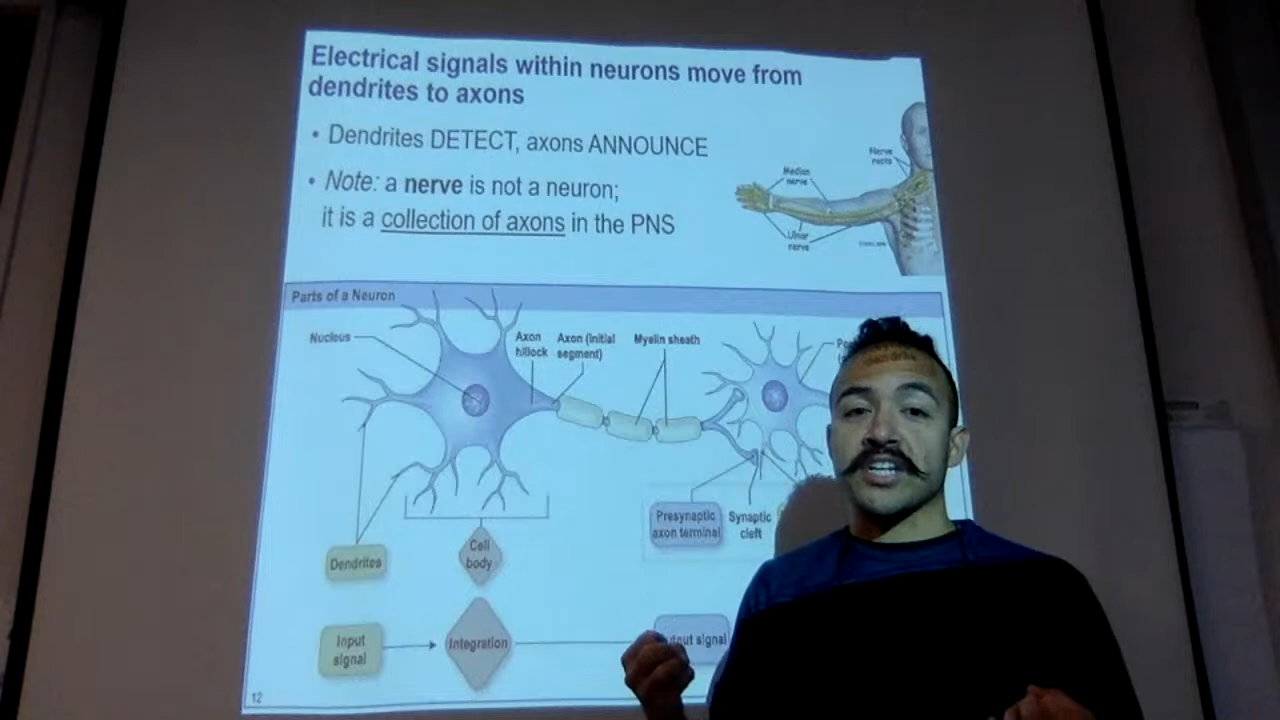 Electrical signals within neurons move from
dendrites to axons
• Dendrites DETECT, axons ANNOUNCE
• Note: a nerve is not a neuron;
it is a collection of axons in the PNS
Nerve
roots
Median
nerve
Ulnar
nerve
Parts of a Neuron
Nucleus
Axon
hillock
Axon (initial
segment)
Myelin sheath
Presynaptic
axon terminal
Synaptic
cleft
Dendrites
Cell
body
Input
signal
Integration
signal
12